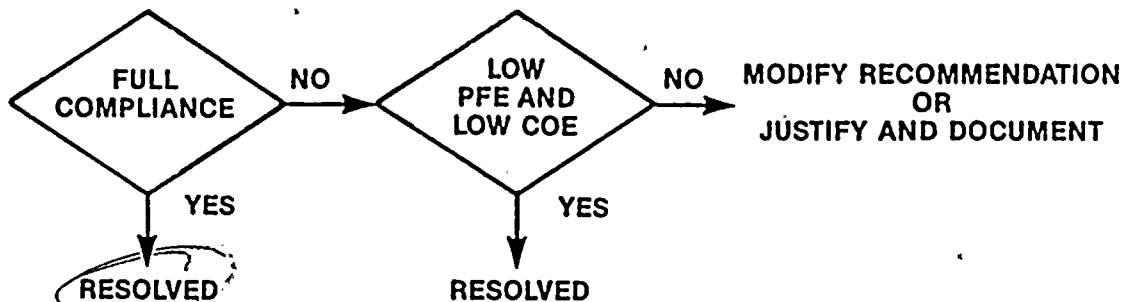 FULL
COMPLIANCE
NO
LOW
PFE AND
LOW COE
NO
MODIFY RECOMMENDATION
OR
JUSTIFY AND DOCUMENT
YES
RESOLVED
YES
RESOLVED